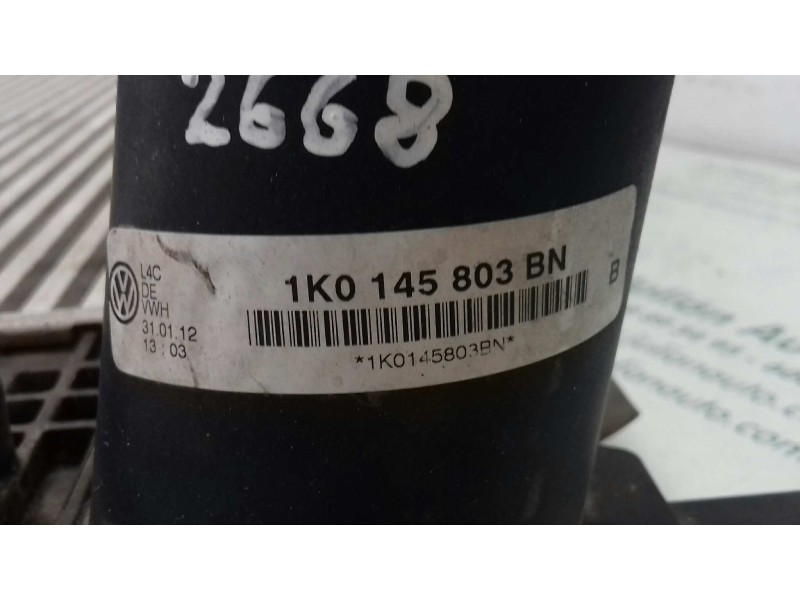 2668
L4C
DE
VWH
31.01.12
13:03
1K0 145 803 BN
B
*1K0145803BN*